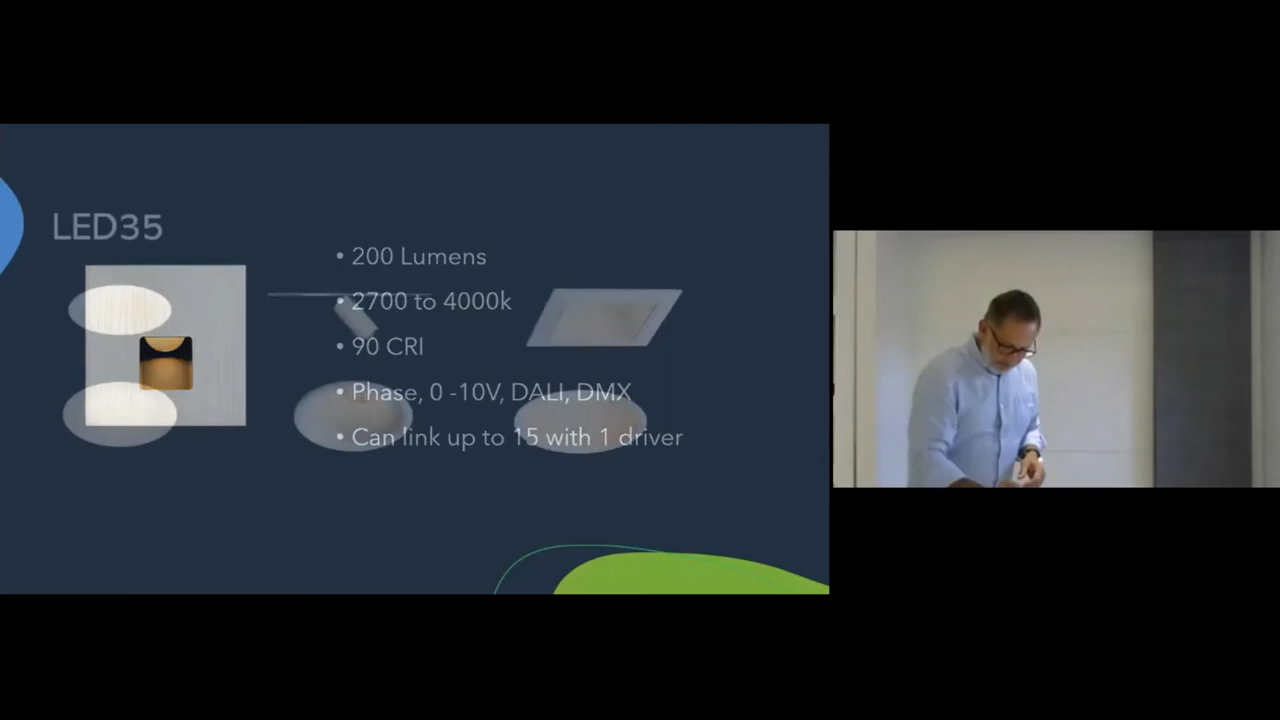 LED35
• 200 Lumens
• 2700 to 4000k
• 90 CRI
• Phase, 0 -10V, DALI, DMX
• Can link up to 15 with 1 driver